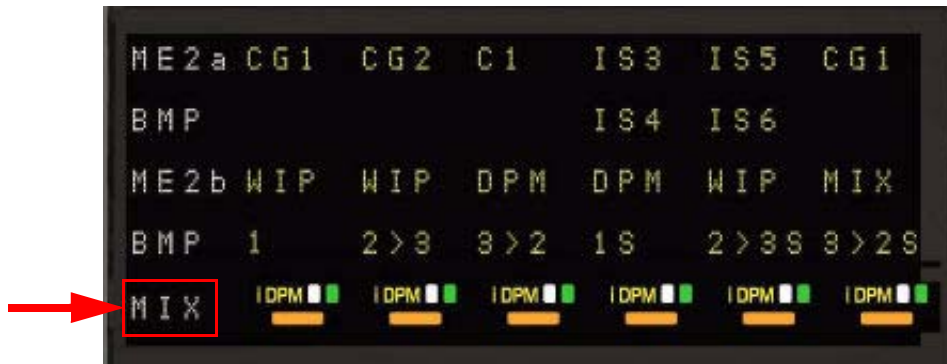 ME2a CG1 CG2 C1 IS3 IS5 CG1
BMP IS4 IS6
ME2b WIP WIP DPM DPM WIP MIX
BMP 1 2>3 3>2 1S 2>3S 3>2S
MIX I DPM I DPM I DPM I DPM I DPM I DPM